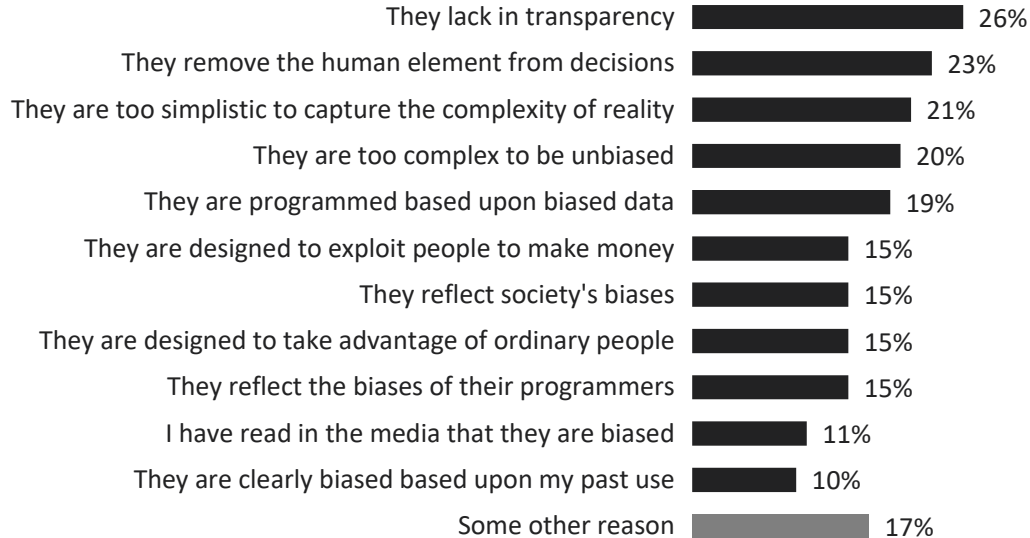 They lack in transparency 26%
They remove the human element from decisions 23%
They are too simplistic to capture the complexity of reality 21%
They are too complex to be unbiased 20%
They are programmed based upon biased data 19%
They are designed to exploit people to make money 15%
They reflect society's biases 15%
They are designed to take advantage of ordinary people 15%
They reflect the biases of their programmers 15%
I have read in the media that they are biased 11%
They are clearly biased based upon my past use 10%
Some other reason 17%